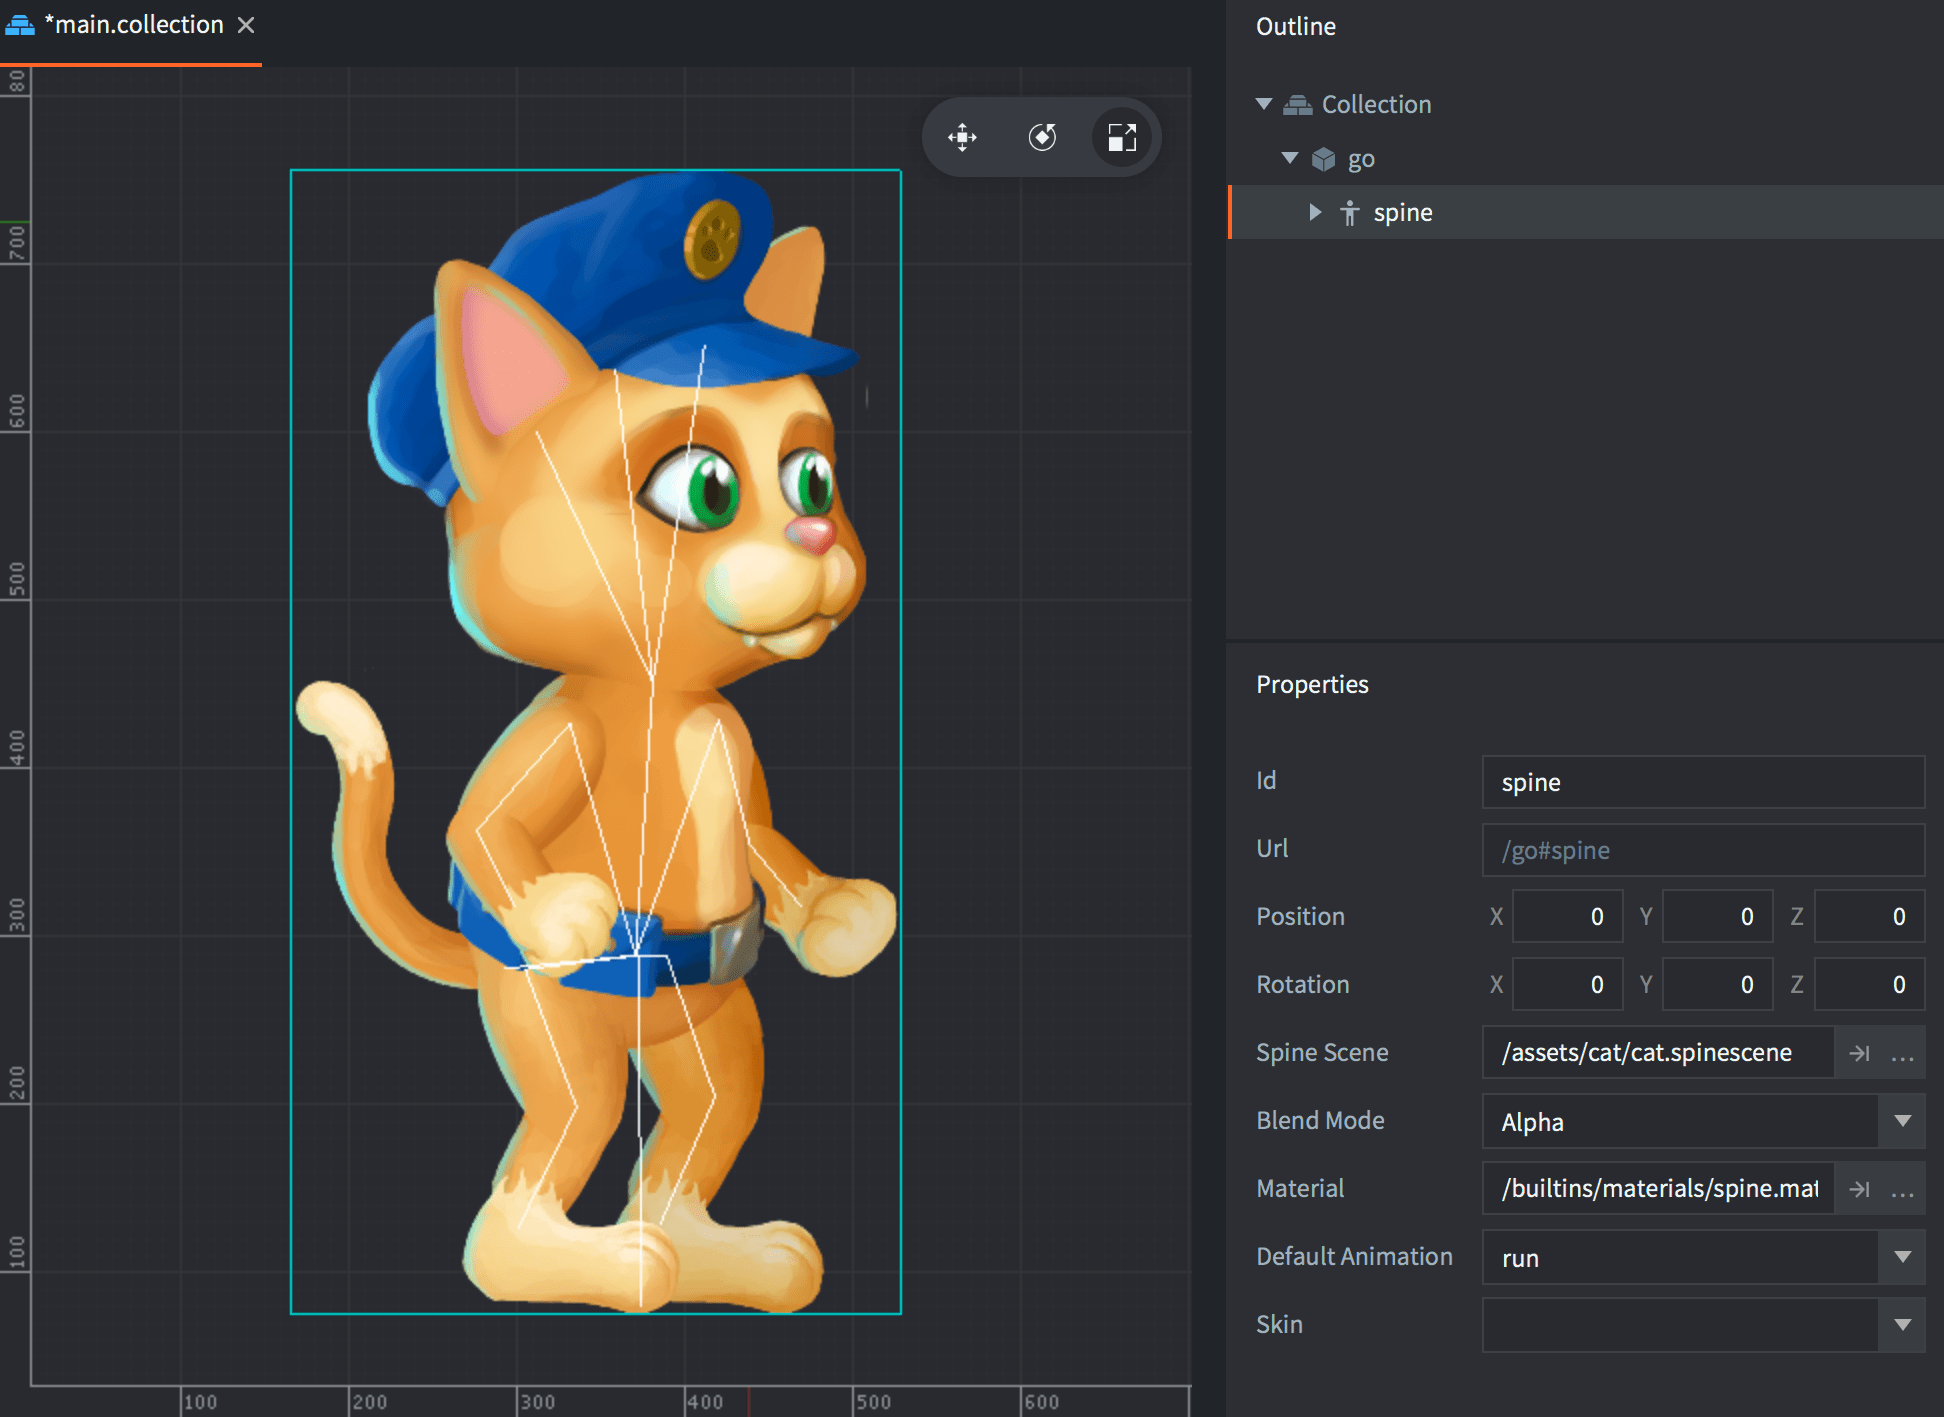 *main.collection
80
700
600
500
400
300
200
100
100 200 300 400 500 600
Outline
Collection
go
spine
Properties
Id spine
Url /go#spine
Position X 0 Y 0 Z 0
Rotation X 0 Y 0 Z 0
Spine Scene /assets/cat/cat.spinescene ...
Blend Mode Alpha
Material /builtins/materials/spine.mat ...
Default Animation run
Skin